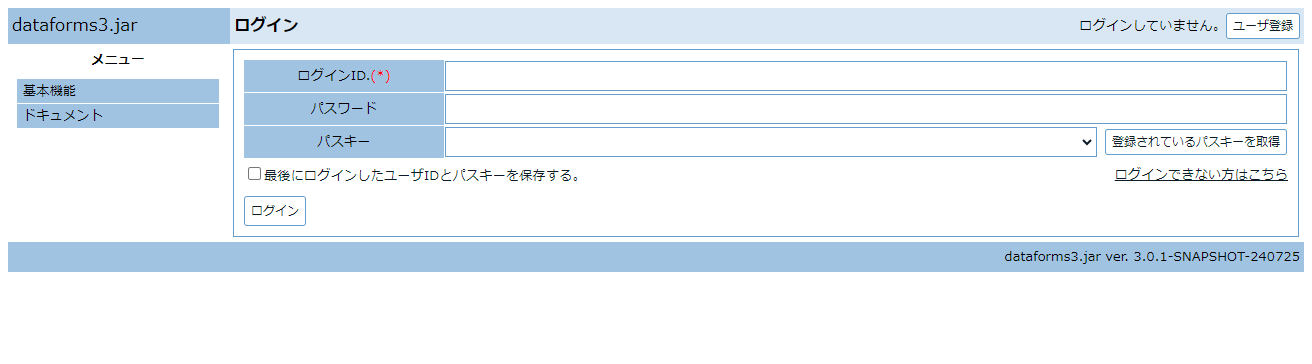 dataforms3.jar
ログイン
ログインしていません。 ユーザ登録
メニュー
基本機能
ドキュメント
ログインID.(*)
パスワード
パスキー
登録されているパスキーを取得
最後にログインしたユーザIDとパスキーを保存する。
ログインできない方はこちら
ログイン
dataforms3.jar ver. 3.0.1-SNAPSHOT-240725